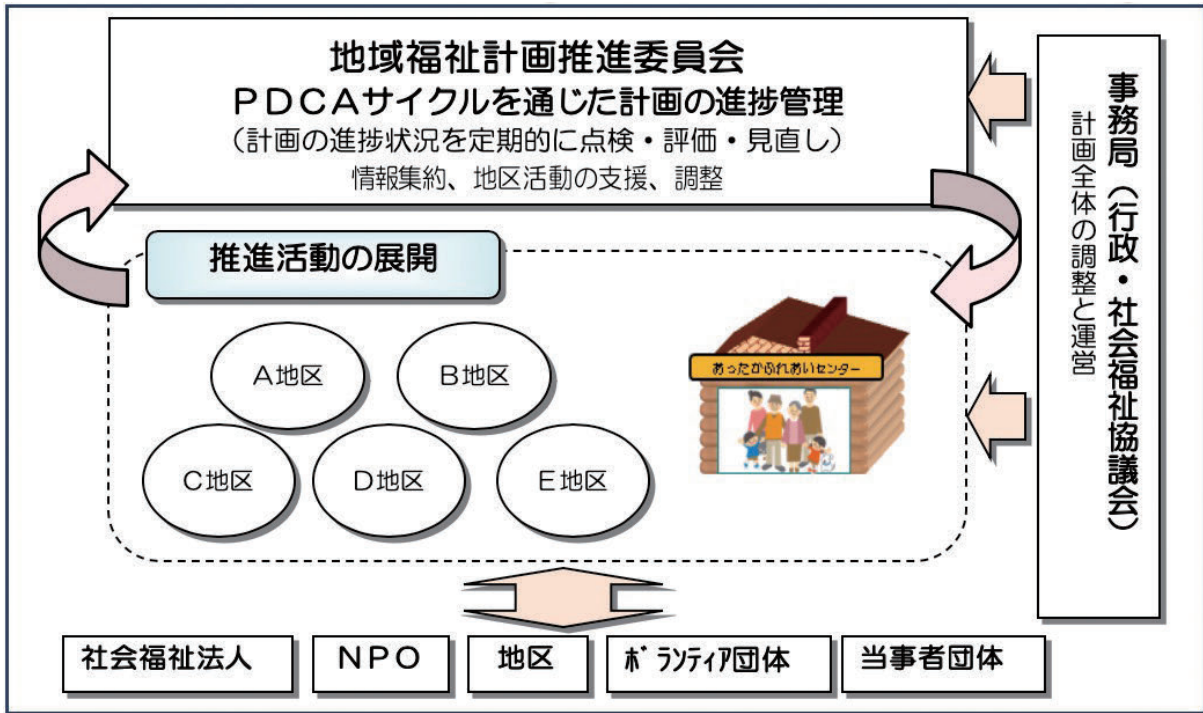 地域福祉計画推進委員会
PDCAサイクルを通じた計画の進捗管理
(計画の進捗状況を定期的に点検・評価・見直し)
情報集約、地区活動の支援、調整
事務局(行政・社会福祉協議会)
計画全体の調整と運営
推進活動の展開
A地区
B地区
C地区
D地区
E地区
あったかふれあいセンター
社会福祉法人
NPO
地区
ボランティア団体
当事者団体